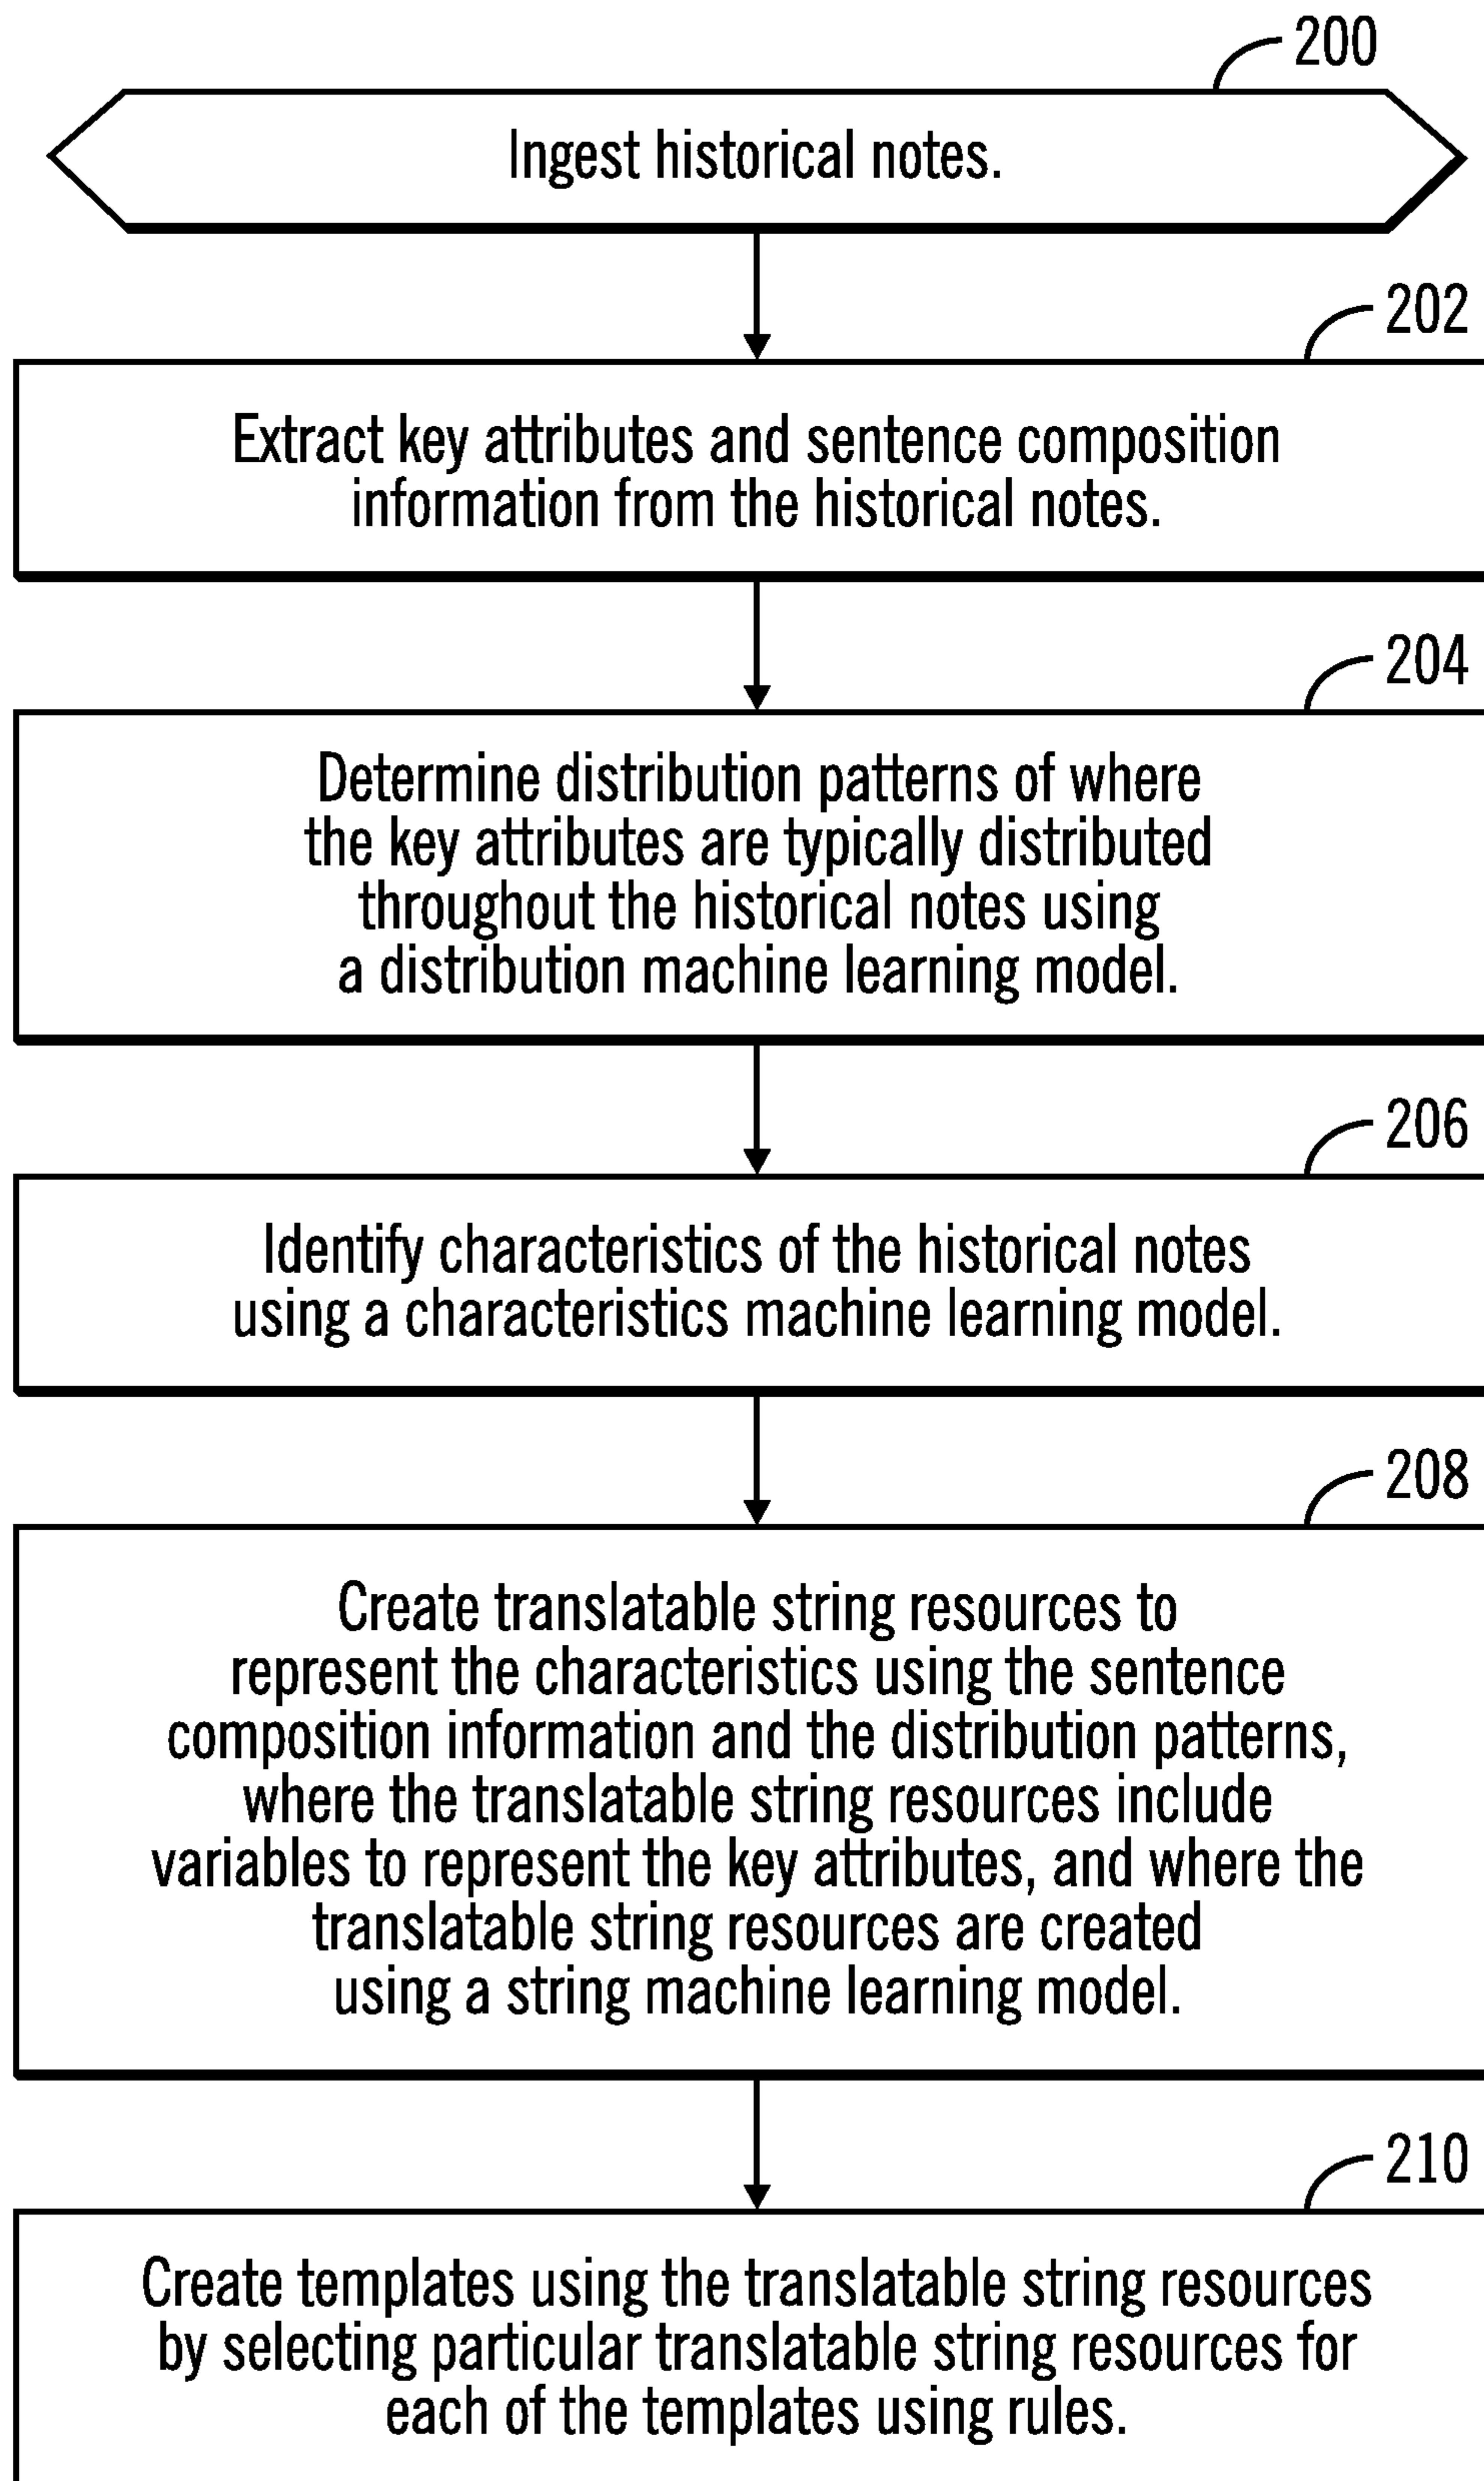 200
Ingest historical notes.
202
Extract key attributes and sentence composition
information from the historical notes.
204
Determine distribution patterns of where
the key attributes are typically distributed
throughout the historical notes using
a distribution machine learning model.
206
Identify characteristics of the historical notes
using a characteristics machine learning model.
208
Create translatable string resources to
represent the characteristics using the sentence
composition information and the distribution patterns,
where the translatable string resources include
variables to represent the key attributes, and where the
translatable string resources are created
using a string machine learning model.
210
Create templates using the translatable string resources
by selecting particular translatable string resources for
each of the templates using rules.